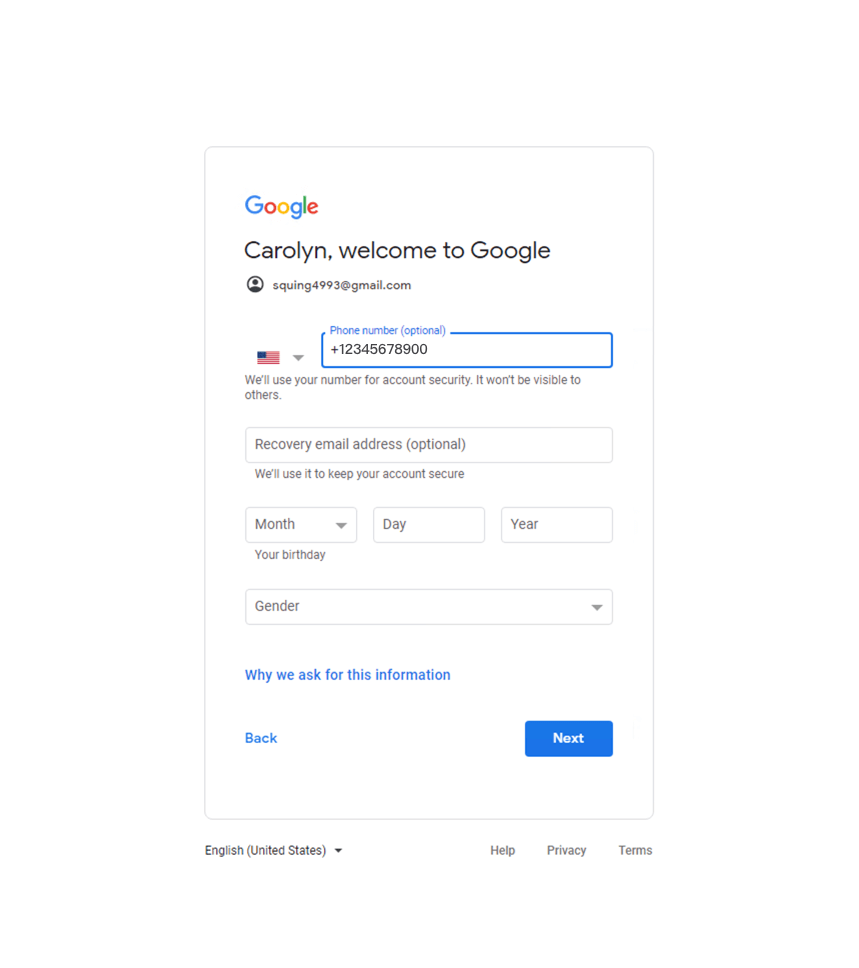 Google
Carolyn, welcome to Google
squing4993@gmail.com
Phone number (optional)
+12345678900
We'll use your number for account security. It won't be visible to
others.
Recovery email address (optional)
We'll use it to keep your account secure
Month Day Year
Your birthday
Gender
Why we ask for this information
Back Next
English (United States) Help Privacy Terms